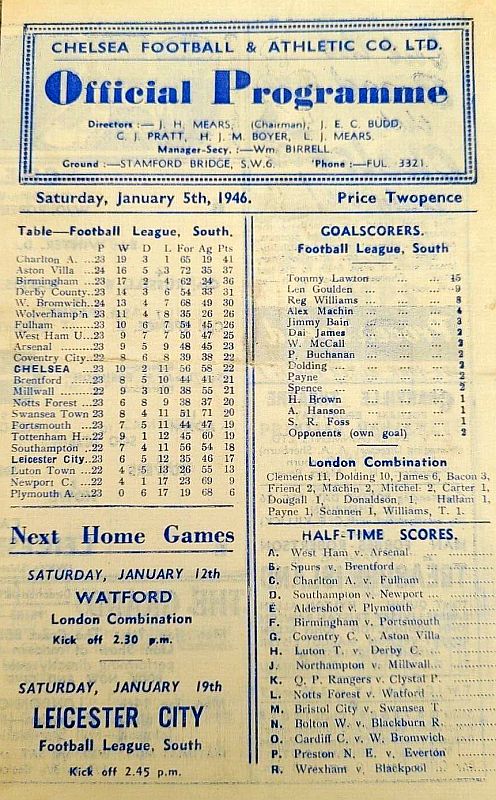 CHELSEA FOOTBALL & ATHLETIC CO. LTD.
Official Programme
Directors :— J. H. MEARS, (Chairman), J. E. C. BUDD,
C. J. PRATT, H. J. M. BOYER, L. J. MEARS.
Manager-Secy. :—Wm. BIRRELL.
Ground :—STAMFORD BRIDGE, S.W.6. 'Phone :—FUL. 3321.
Saturday, January 5th, 1946. Price Twopence
Table—Football League, South.
P W D L For Ag Pts
Charlton A. ...23 19 3 1 65 19 41
Aston Villa ...24 16 5 3 72 35 37
Birmingham ...23 17 2 4 62 24 36
Derby County...23 14 3 6 54 33 31
W. Bromwich..24 13 4 7 68 49 30
Wolverhamp'n 23 11 4 8 35 26 26
Fulham ...23 10 6 7 54 45 26
West Ham U...23 9 7 7 50 47 25
Arsenal ...23 9 5 9 48 45 23
Coventry City..22 8 6 8 39 38 22
CHELSEA ...23 10 2 11 56 58 22
Brentford ...23 8 5 10 44 41 21
Millwall ...22 9 3 10 38 55 21
Notts Forest ..23 6 8 9 38 37 20
Swansea Town 23 8 4 11 51 71 20
Portsmouth ...23 7 5 11 44 47 19
Tottenham H...22 9 1 12 45 60 19
Southampton ..22 7 4 11 56 54 18
Leicester City..23 6 5 12 35 46 17
Luton Town ...22 4 5 13 26 55 13
Newport C. ...22 4 1 17 23 69 9
Plymouth A. ...23 0 6 17 19 68 6
Next Home Games
SATURDAY, JANUARY 12th
WATFORD
London Combination
Kick off 2.30 p.m.
SATURDAY, JANUARY 19th
LEICESTER CITY
Football League, South
Kick off 2.45 p.m.
GOALSCORERS.
Football League, South
Tommy Lawton ... 15
Len Goulden ... 9
Reg Williams ... 8
Alex Machin ... 4
Jimmy Bain ... 3
Dai James ... 2
W. McCall ... 2
P. Buchanan ... 2
Dolding ... 2
Payne ... 2
Spence ... 2
H. Brown ... 1
A. Hanson ... 1
S. R. Foss ... 1
Opponents (own goal) ... 2
London Combination
Clements 11, Dolding 10, James 6, Bacon 3,
Friend 2, Machin 2, Mitchel. 2, Carter 1,
Dougall 1, Donaldson, 1, Hallam 1,
Payne 1, Scannen 1, Williams, T. 1.
HALF-TIME SCORES.
A. West Ham v. Arsenal
B. Spurs v. Brentford
C. Charlton A v. Fulham
D. Southampton v. Newport
E. Aldershot v. Plymouth
F. Birmingham v. Portsmouth
G. Coventry C. v. Aston Villa
H. Luton T. v. Derby C.
J. Northampton v. Millwall
K. Q. P. Rangers v. Clystal P.
L. Notts Forest v. Watford
M. Bristol City v. Swansea T.
N. Bolton W. v. Blackburn R.
O. Cardiff C. v. W. Bromwich
P. Preston N. E. v. Everton
R. Wrexham v. Blackpool